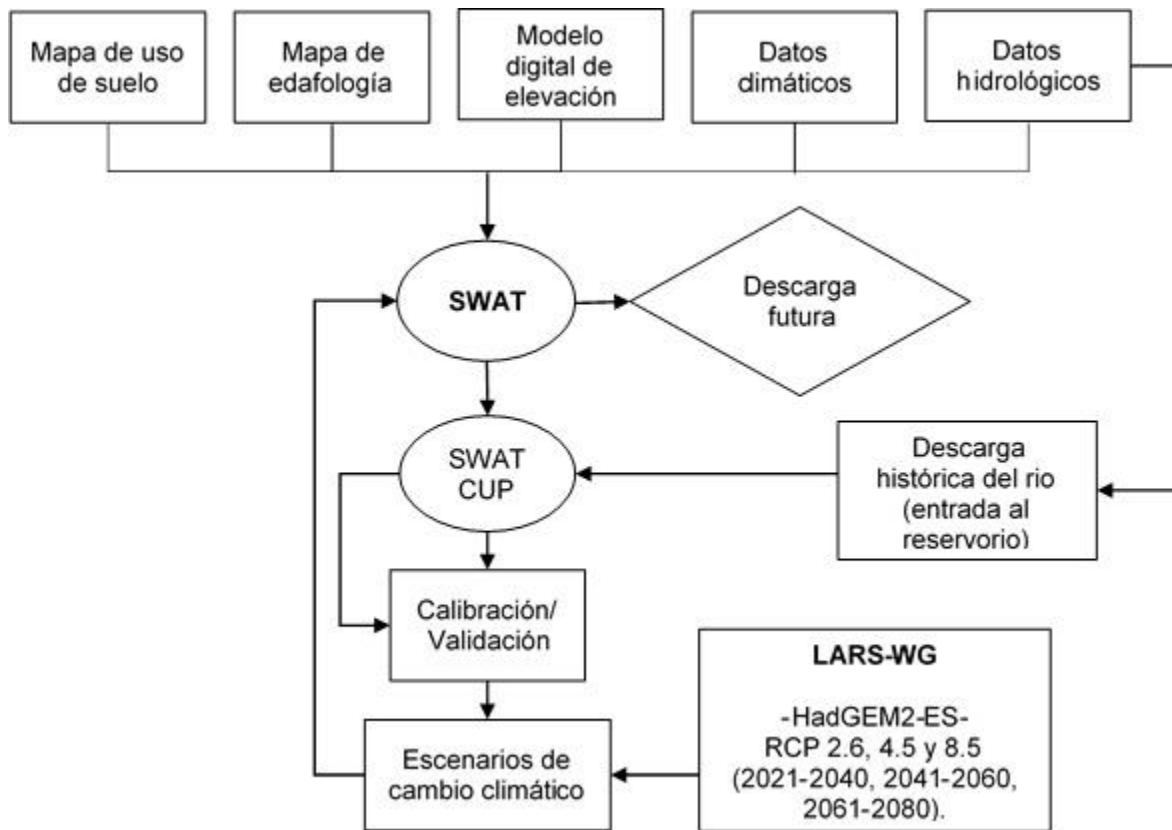 Mapa de uso
de suelo
Mapa de
edafología
Modelo
digital de
elevación
Datos
dimáticos
Datos
hidrológicos
SWAT
Descarga
futura
SWAT
CUP
Descarga
histórica del rio
(entrada al
reservorio)
Calibración/
Validación
LARS-WG
-HadGEM2-ES-
RCP 2.6, 4.5 y 8.5
(2021-2040, 2041-2060,
2061-2080).
Escenarios de
cambio climático